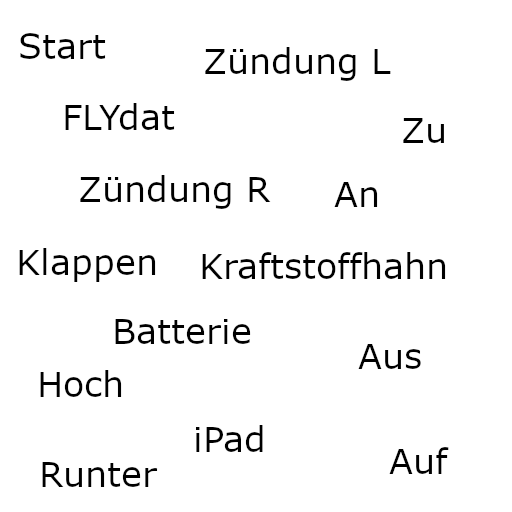 Start
Zündung L
FLYdat
Zu
Zündung R
An
Klappen
Kraftstoffhahn
Batterie
Aus
Hoch
iPad
Auf
Runter